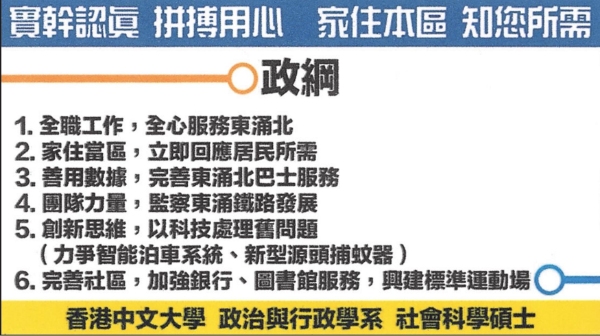 實幹認真 拼搏用心 家住本區 知您所需
政綱
1. 全職工作，全心服務東涌北
2. 家住當區，立即回應居民所需
3. 善用數據，完善東涌北巴士服務
4. 團隊力量，監察東涌鐵路發展
5. 創新思維，以科技處理舊問題
（力爭智能泊車系統、新型源頭捕蚊器）
6. 完善社區，加強銀行、圖書館服務，興建標準運動場
香港中文大學 政治與行政學系 社會科學碩士